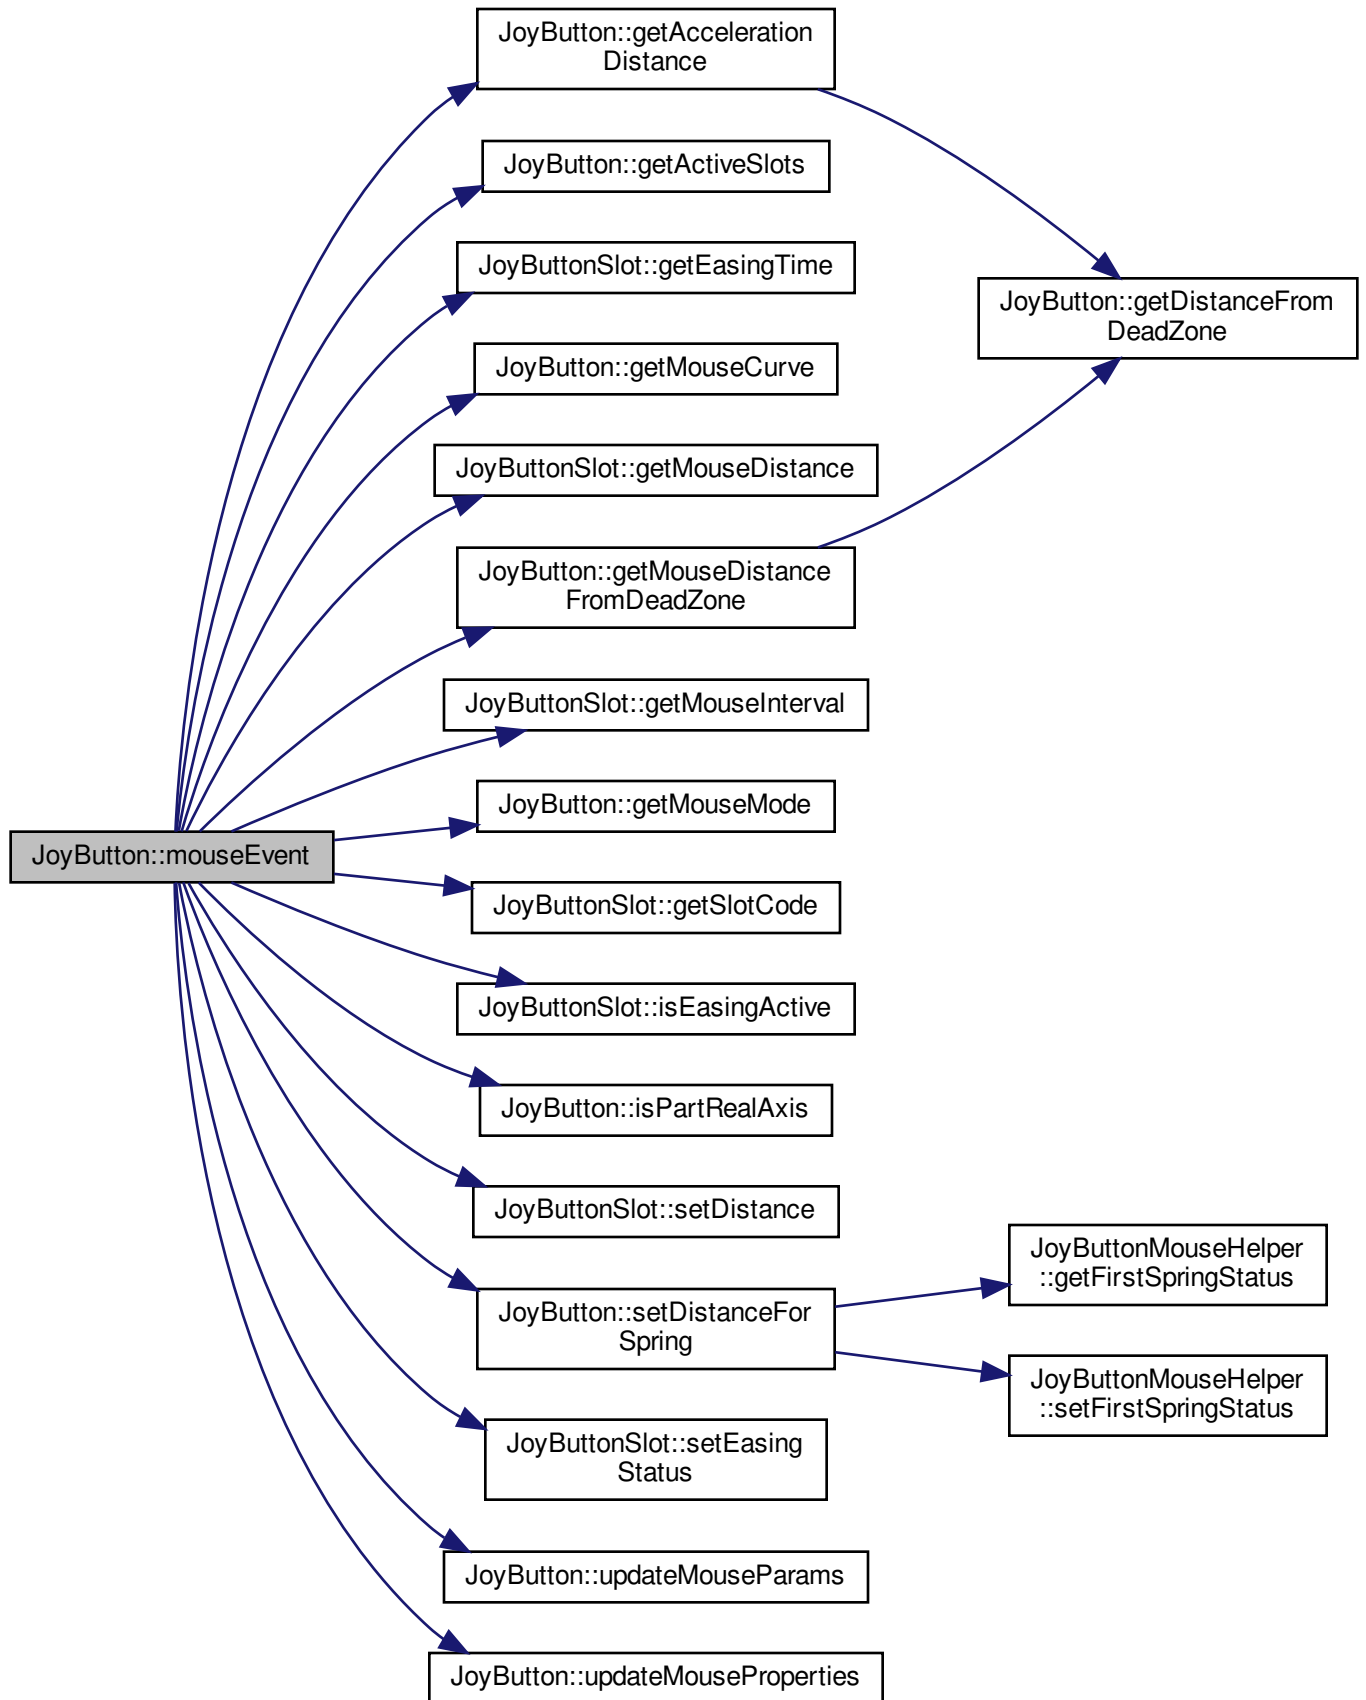 JoyButton::getAcceleration
Distance
JoyButton::getActiveSlots
JoyButtonSlot::getEasingTime
JoyButton::getDistanceFrom
DeadZone
JoyButton::getMouseCurve
JoyButtonSlot::getMouseDistance
JoyButton::getMouseDistance
FromDeadZone
JoyButtonSlot::getMouseInterval
JoyButton::getMouseMode
JoyButton::mouseEvent
JoyButtonSlot::getSlotCode
JoyButtonSlot::isEasingActive
JoyButton::isPartRealAxis
JoyButtonSlot::setDistance
JoyButtonMouseHelper
::getFirstSpringStatus
JoyButton::setDistanceFor
Spring
JoyButtonMouseHelper
::setFirstSpringStatus
JoyButtonSlot::setEasing
Status
JoyButton::updateMouseParams
JoyButton::updateMouseProperties